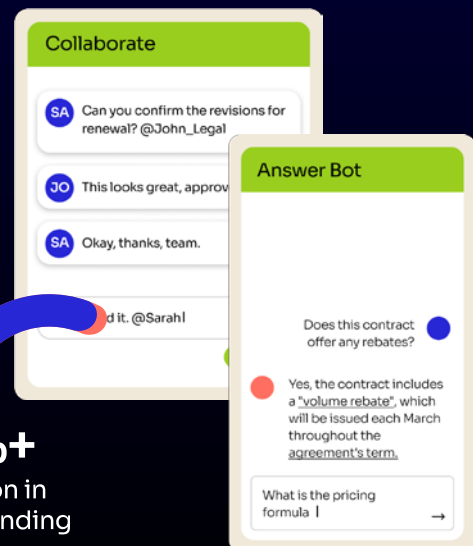 Collaborate
SA
Can you confirm the revisions for
renewal? @John_Legal
JO
This looks great, approv
SA
Okay, thanks, team.
d it. @Sarah
Answer Bot
Does this contract
offer any rebates?
Yes, the contract includes
a "volume rebate", which
will be issued each March
throughout the
agreement's term.
What is the pricing
formula
→
+
on in
nding